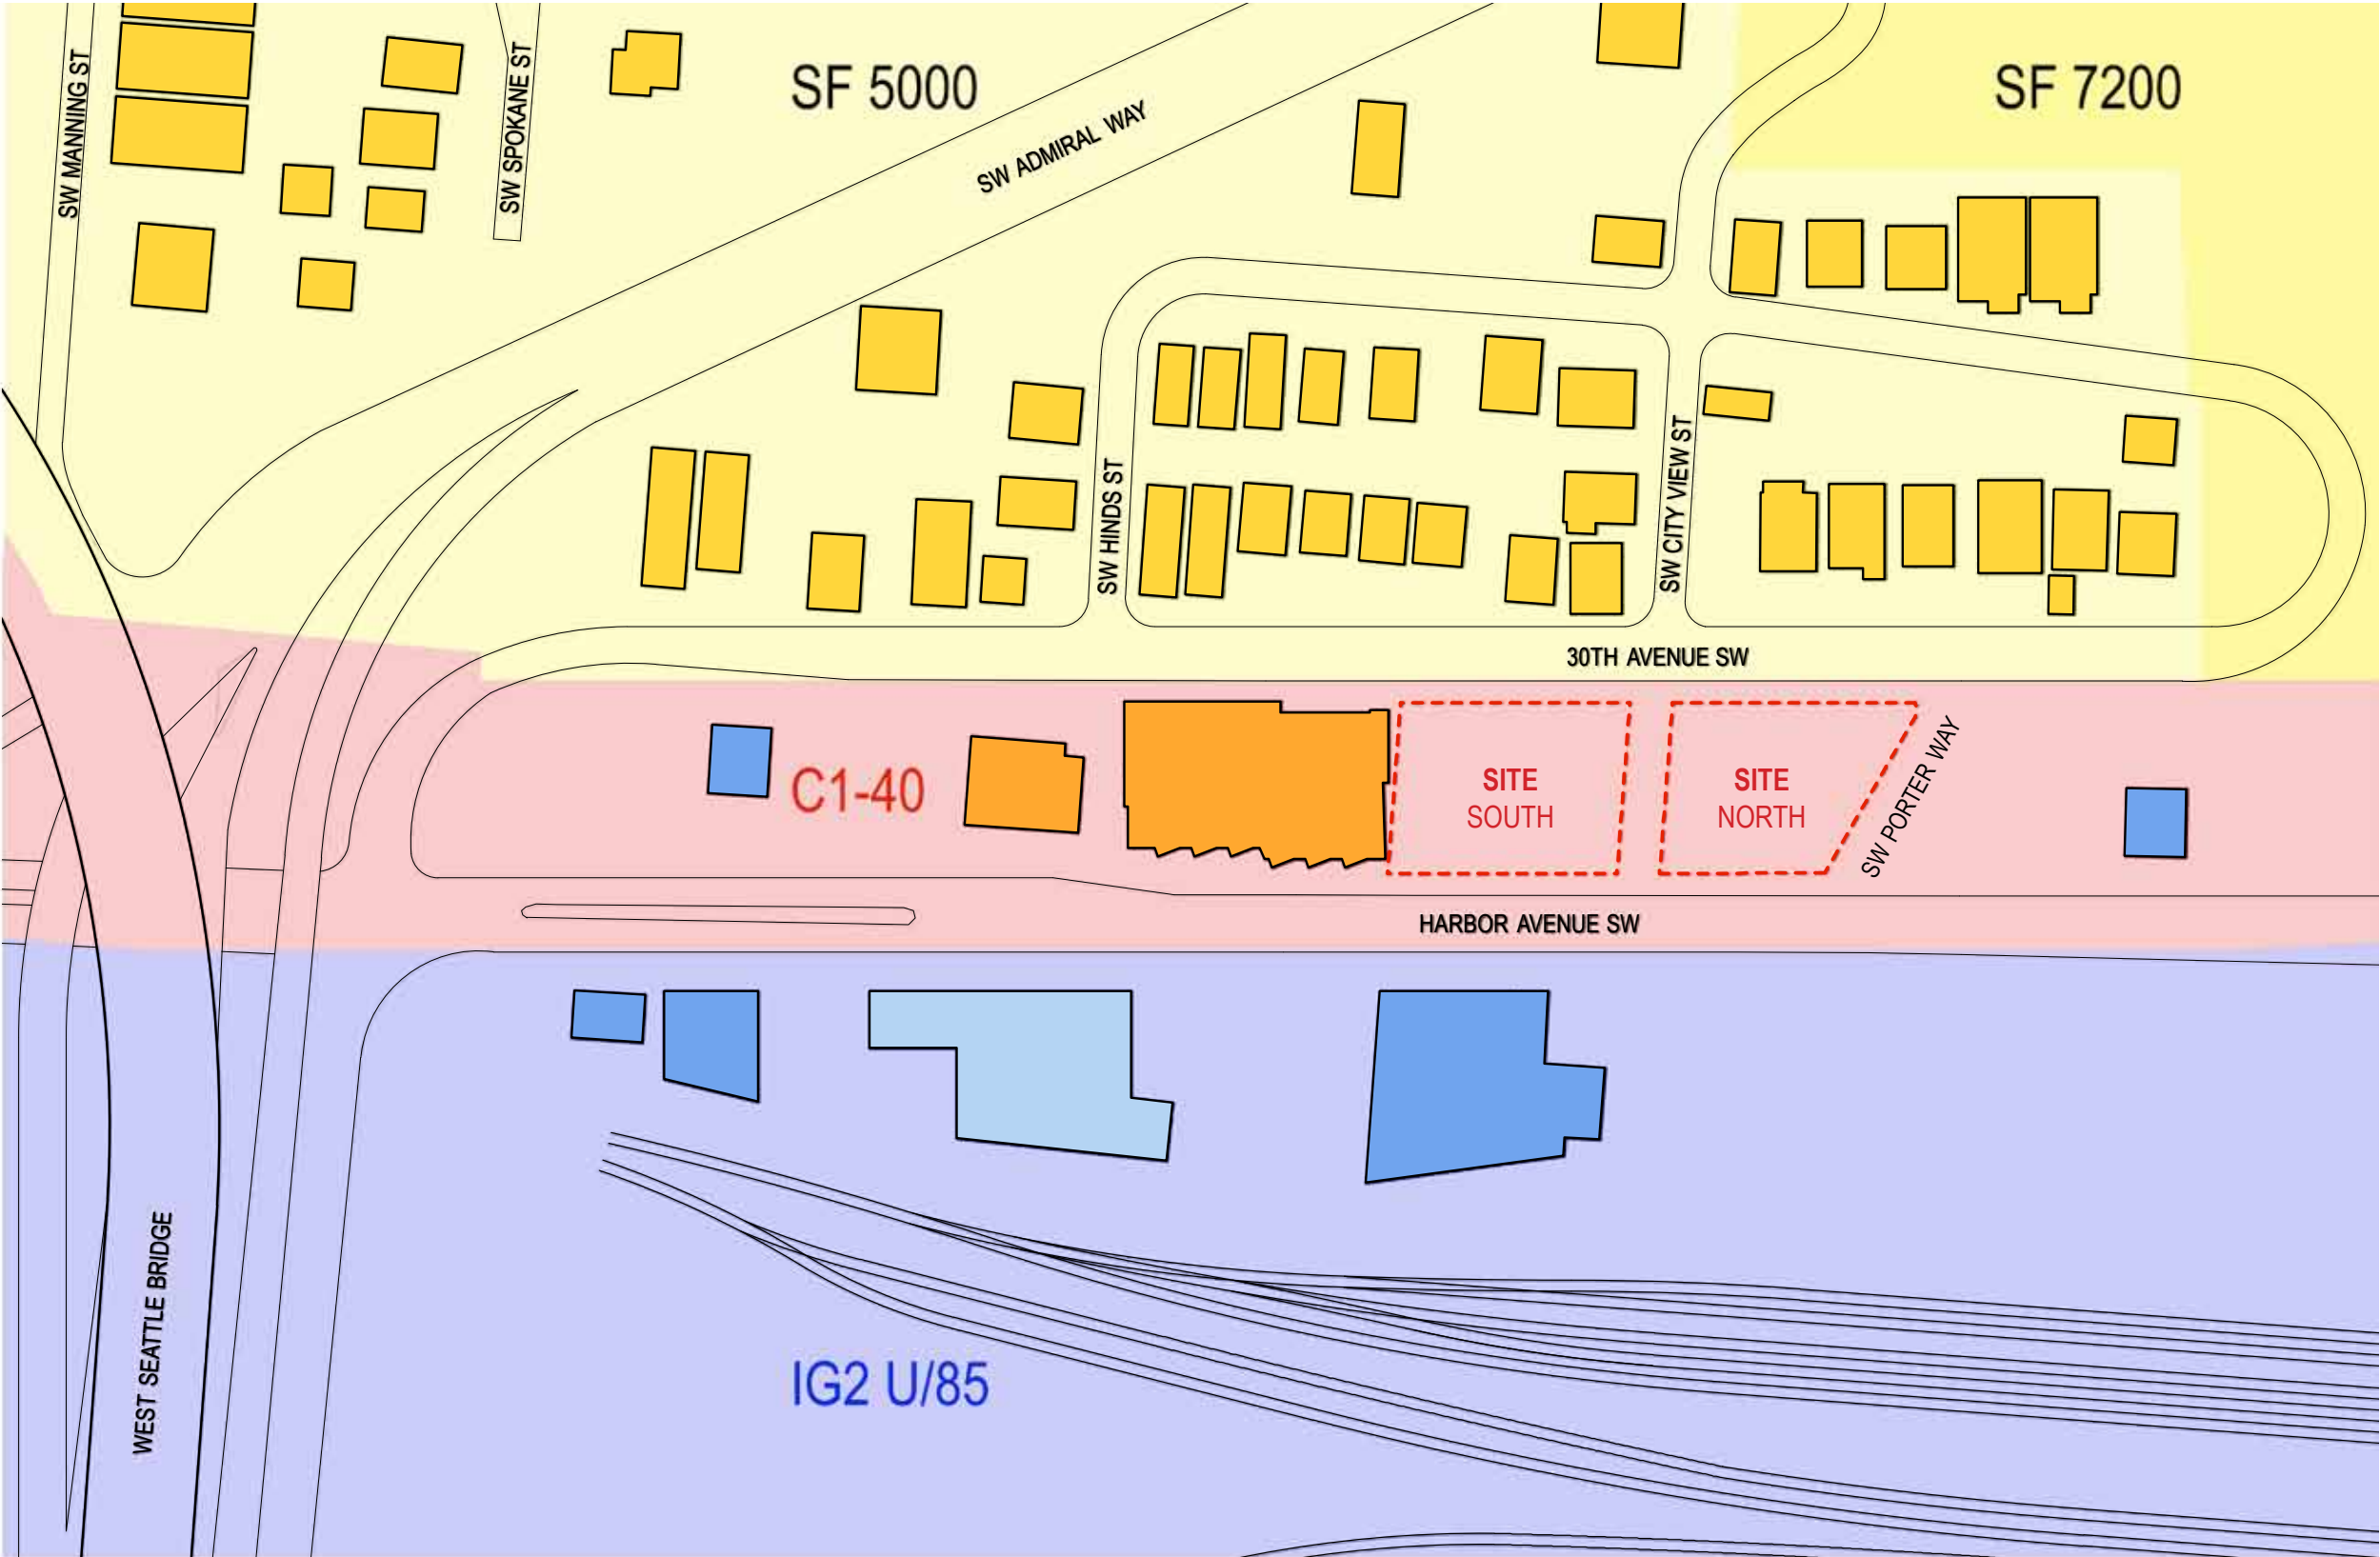 SW MANNING ST
SW SPOKANE ST
SF 5000
SW ADMIRAL WAY
SF 7200
SW HINDS ST
SW CITY VIEW ST
30TH AVENUE SW
C1-40
SITE
SOUTH
SITE
NORTH
SW PORTER WAY
HARBOR AVENUE SW
WEST SEATTLE BRIDGE
IG2 U/85